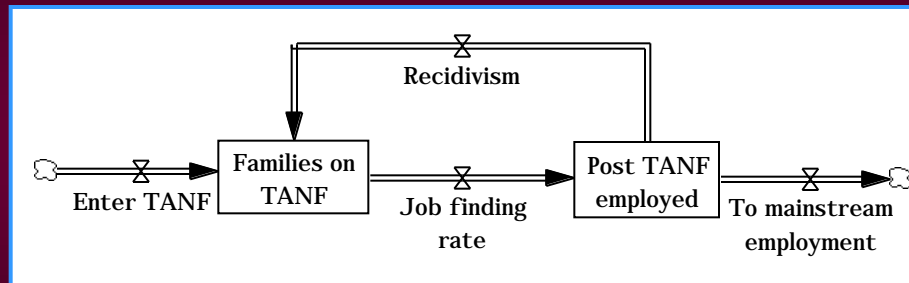 Recidivism
Enter TANF
Families on
TANF
Job finding
rate
Post TANF
employed
To mainstream
employment